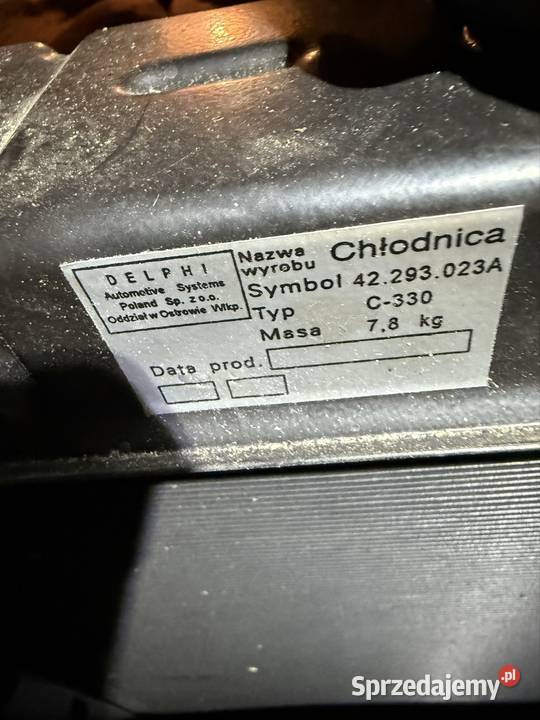 DELPHI
Automotive Systems
Poland Sp. z o.o.
Oddział w Ostrowie Wlkp.
Nazwa wyrobu Chłodnica
Symbol 42.293.023A
Typ C-330
Masa 7,8 kg
Data prod.
Sprzedajemy.pl